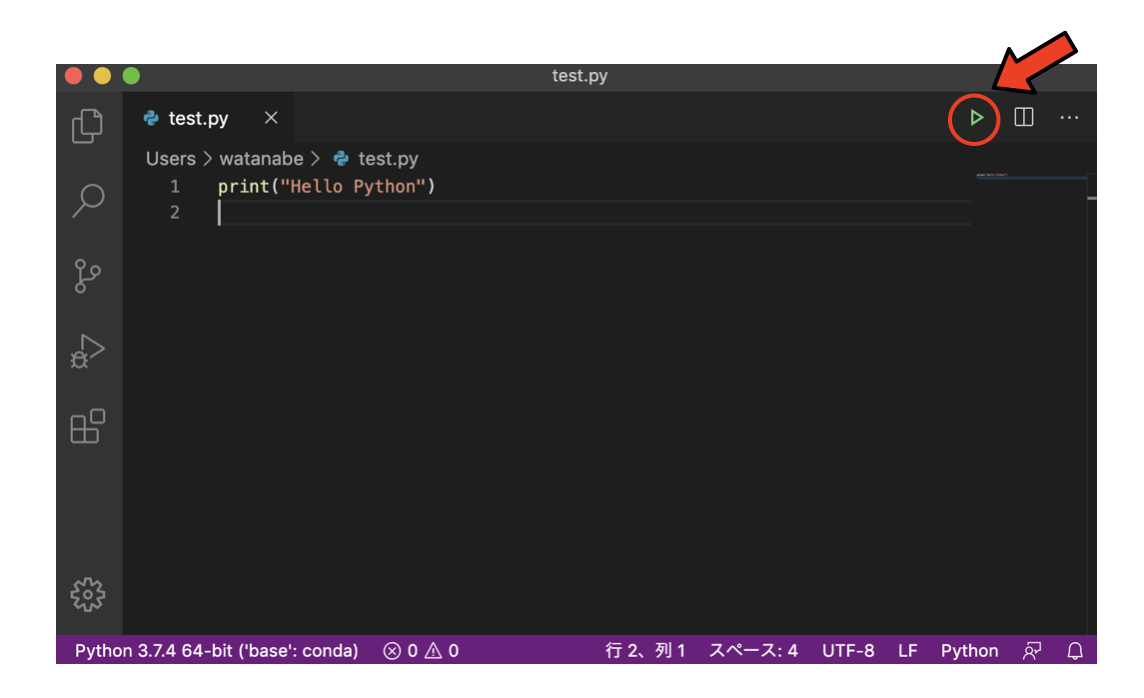 test.py
test.py
Users > watanabe > test.py
1 print("Hello Python")
2
Python 3.7.4 64-bit ('base': conda) 0 0 行 2、列 1 スペース: 4 UTF-8 LF Python